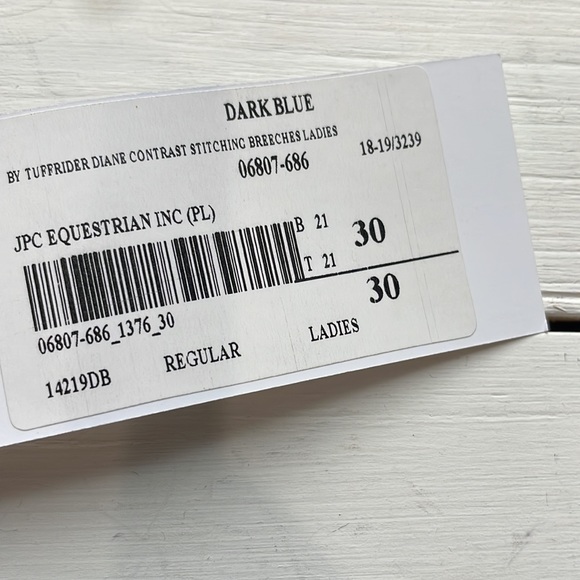 DARK BLUE
BY TUFFRIDER DIANE CONTRAST STITCHING BREECHES LADIES
06807-686
18-19/3239
JPC EQUESTRIAN INC (PL)
B 21
30
T 21
30
06807-686_1376_30
14219DB
REGULAR
LADIES